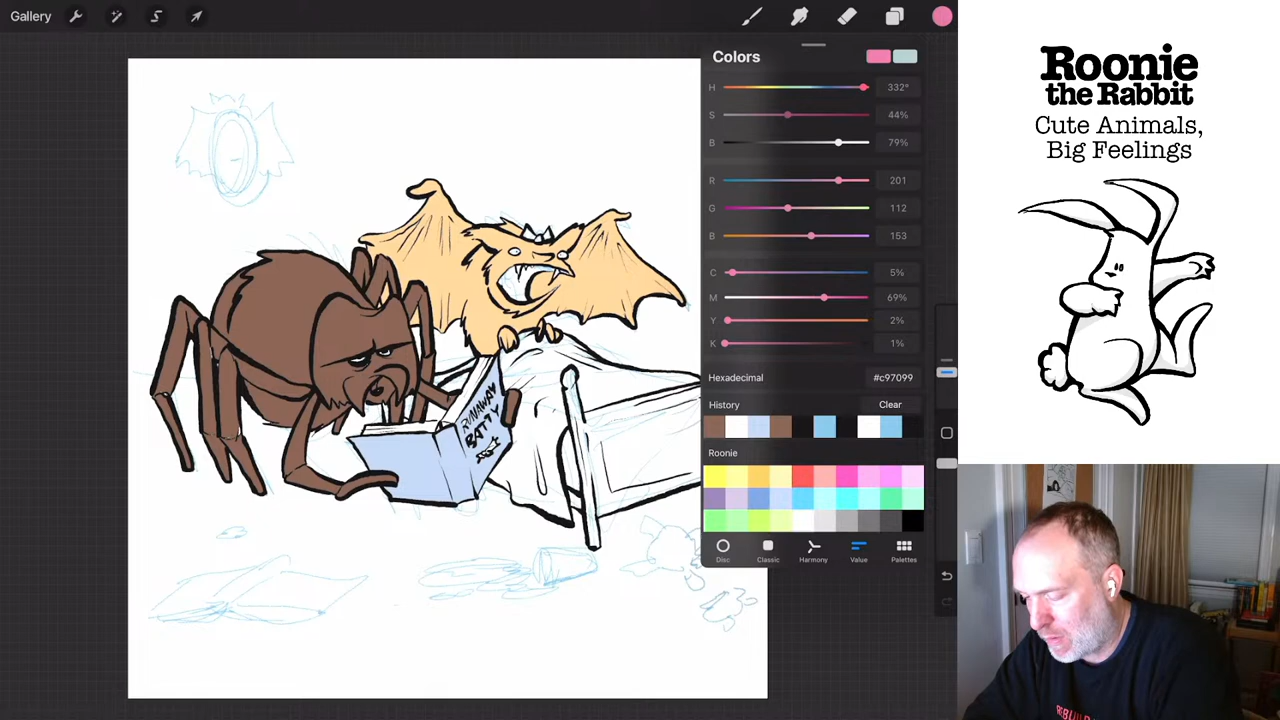 Gallery
Colors
H 332°
S 44%
B 79%
R 201
G 112
B 153
C 5%
M 69%
Y 2%
K 1%
Hexadecimal #c97099
History Clear
Roonie
Disc Classic Harmony Value Palettes
RUNAWAY
BATTY
Roonie
the Rabbit
Cute Animals,
Big Feelings
REBUILD